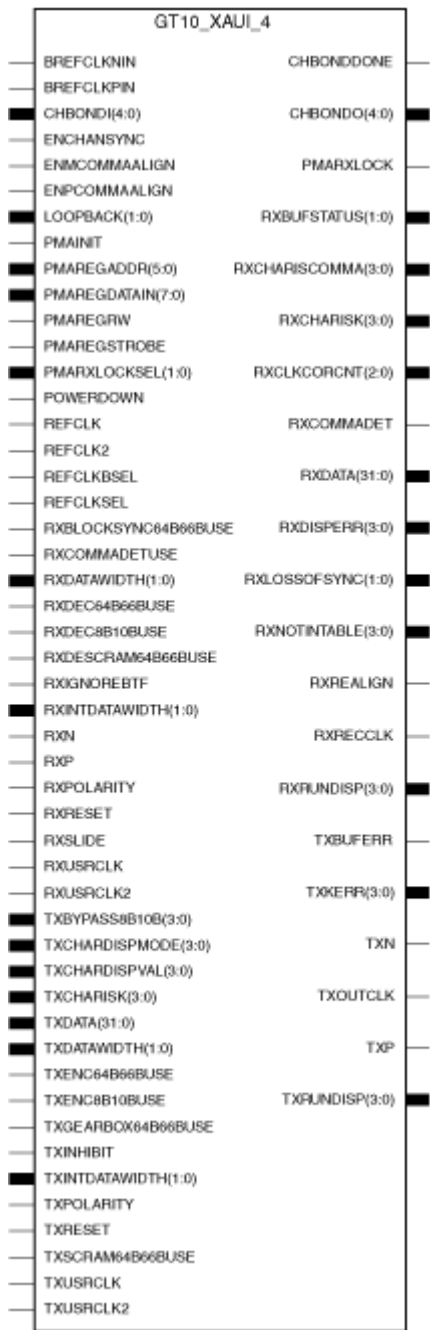 GT10_XAUI_4
BREFCLKNIN CHBONDDONE
BREFCLKPIN
CHBONDI(4:0) CHBONDO(4:0)
ENCHANSYNC
ENMCOMMAALIGN PMARXLOCK
ENPCOMMAALIGN
LOOPBACK(1:0) RXBUFSTATUS(1:0)
PMAINIT
PMAREGADDR(5:0) RXCHARISCOMMA(3:0)
PMAREGDATAIN(7:0)
PMAREGRW RXCHARISK(3:0)
PMAREGSTROBE
PMARXLOCKSEL(1:0) RXCLKCORCNT(2:0)
POWERDOWN
REFCLK RXCOMMADET
REFCLK2
REFCLKBSEL RXDATA(31:0)
REFCLKSEL
RXBLOCKSYNC64B66BUSE RXDISPERR(3:0)
RXCOMMADETUSE
RXDATAWIDTH(1:0) RXLOSSOFSYNC(1:0)
RXDEC64B66BUSE
RXDEC8B10BUSE RXNOTINTABLE(3:0)
RXDESCRAM64B66BUSE
RXIGNOREBTF RXREALIGN
RXINTDATAWIDTH(1:0)
RXN RXRECCLK
RXP
RXPOLARITY RXRUNDISP(3:0)
RXRESET
RXSLIDE TXBUFERR
RXUSRCLK
RXUSRCLK2 TXKERR(3:0)
TXBYPASS8B10B(3:0)
TXCHARDISPMODE(3:0) TXN
TXCHARDISPVAL(3:0)
TXCHARISK(3:0) TXOUTCLK
TXDATA(31:0)
TXDATAWIDTH(1:0) TXP
TXENC64B66BUSE
TXENC8B10BUSE TXRUNDISP(3:0)
TXGEARBOX64B66BUSE
TXINHIBIT
TXINTDATAWIDTH(1:0)
TXPOLARITY
TXRESET
TXSCRAM64B66BUSE
TXUSRCLK
TXUSRCLK2